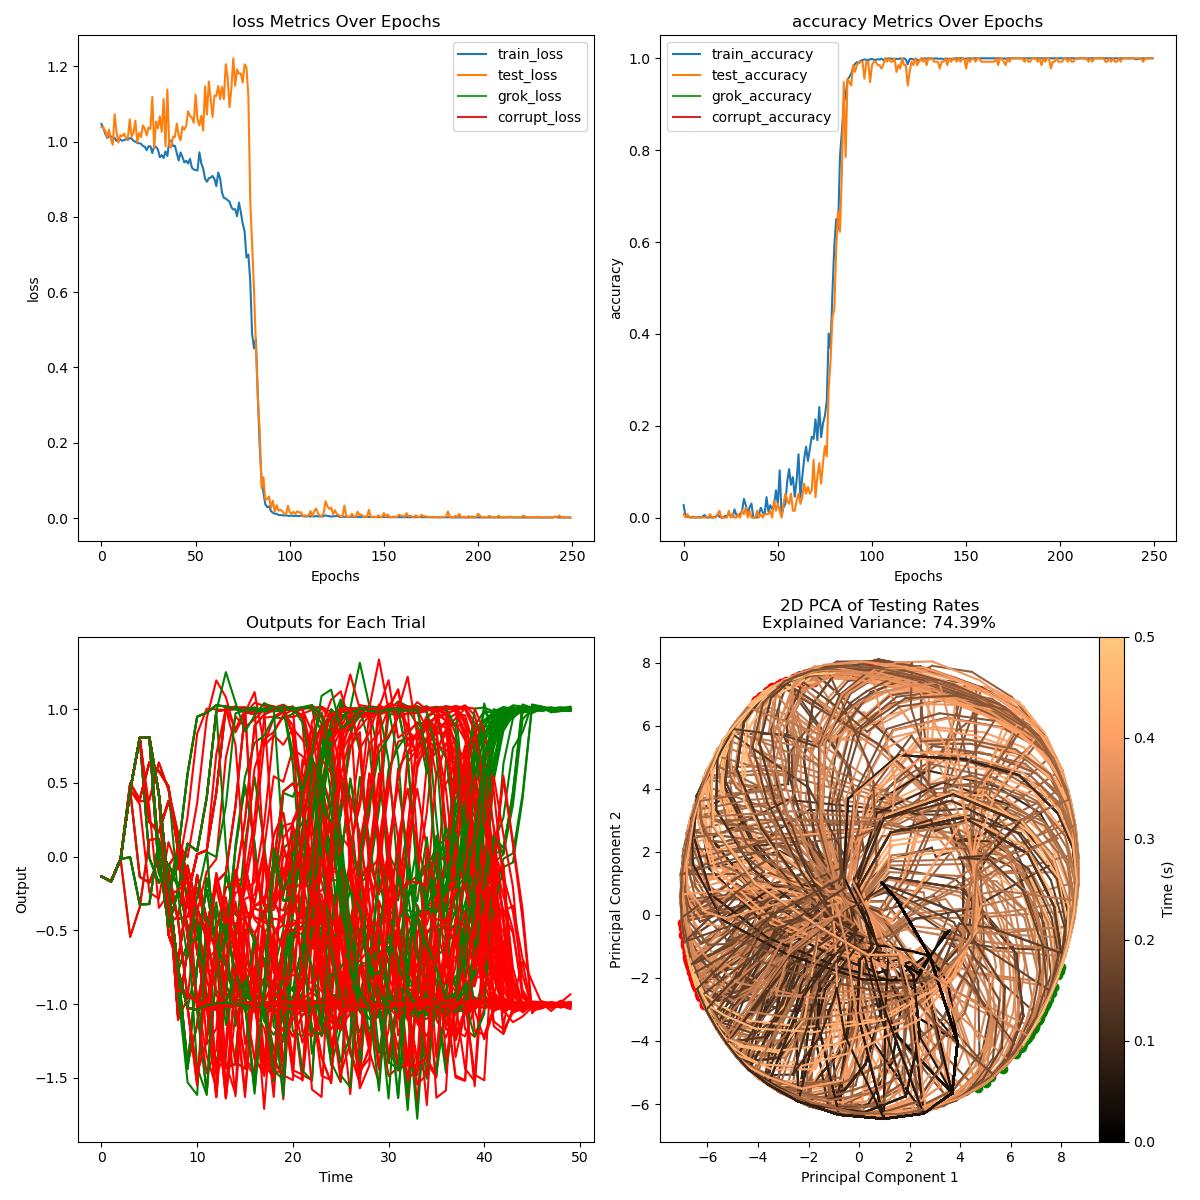 loss Metrics Over Epochs
1.2
1.0
0.8
0.6
0.4
0.2
0.0
loss
0 50 100 150 200 250
Epochs
train_loss
test_loss
grok_loss
corrupt_loss
accuracy Metrics Over Epochs
1.0
0.8
0.6
0.4
0.2
0.0
accuracy
0 50 100 150 200 250
Epochs
train_accuracy
test_accuracy
grok_accuracy
corrupt_accuracy
Outputs for Each Trial
1.0
0.5
0.0
−0.5
−1.0
−1.5
Output
0 10 20 30 40 50
Time
2D PCA of Testing Rates
Explained Variance: 74.39%
8
6
4
2
0
−2
−4
−6
Principal Component 2
−6 −4 −2 0 2 4 6 8
Principal Component 1
0.5
0.4
0.3
0.2
0.1
0.0
Time (s)